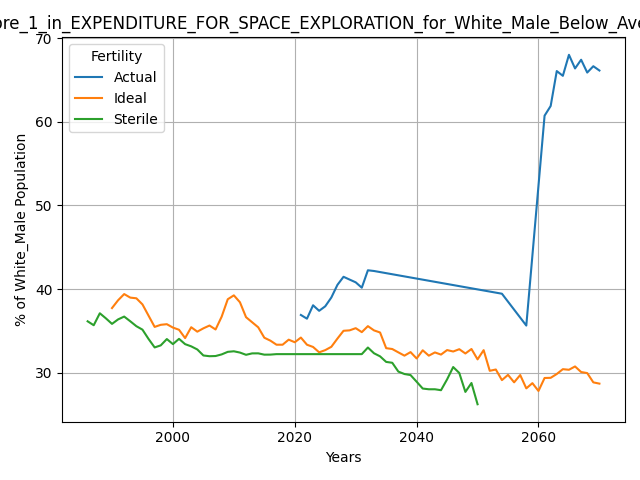 ore_1_in_EXPENDITURE_FOR_SPACE_EXPLORATION_for_White_Male_Below_Ave
70
60
50
40
30
% of White_Male Population
Fertility
Actual
Ideal
Sterile
2000
2020
2040
2060
Years